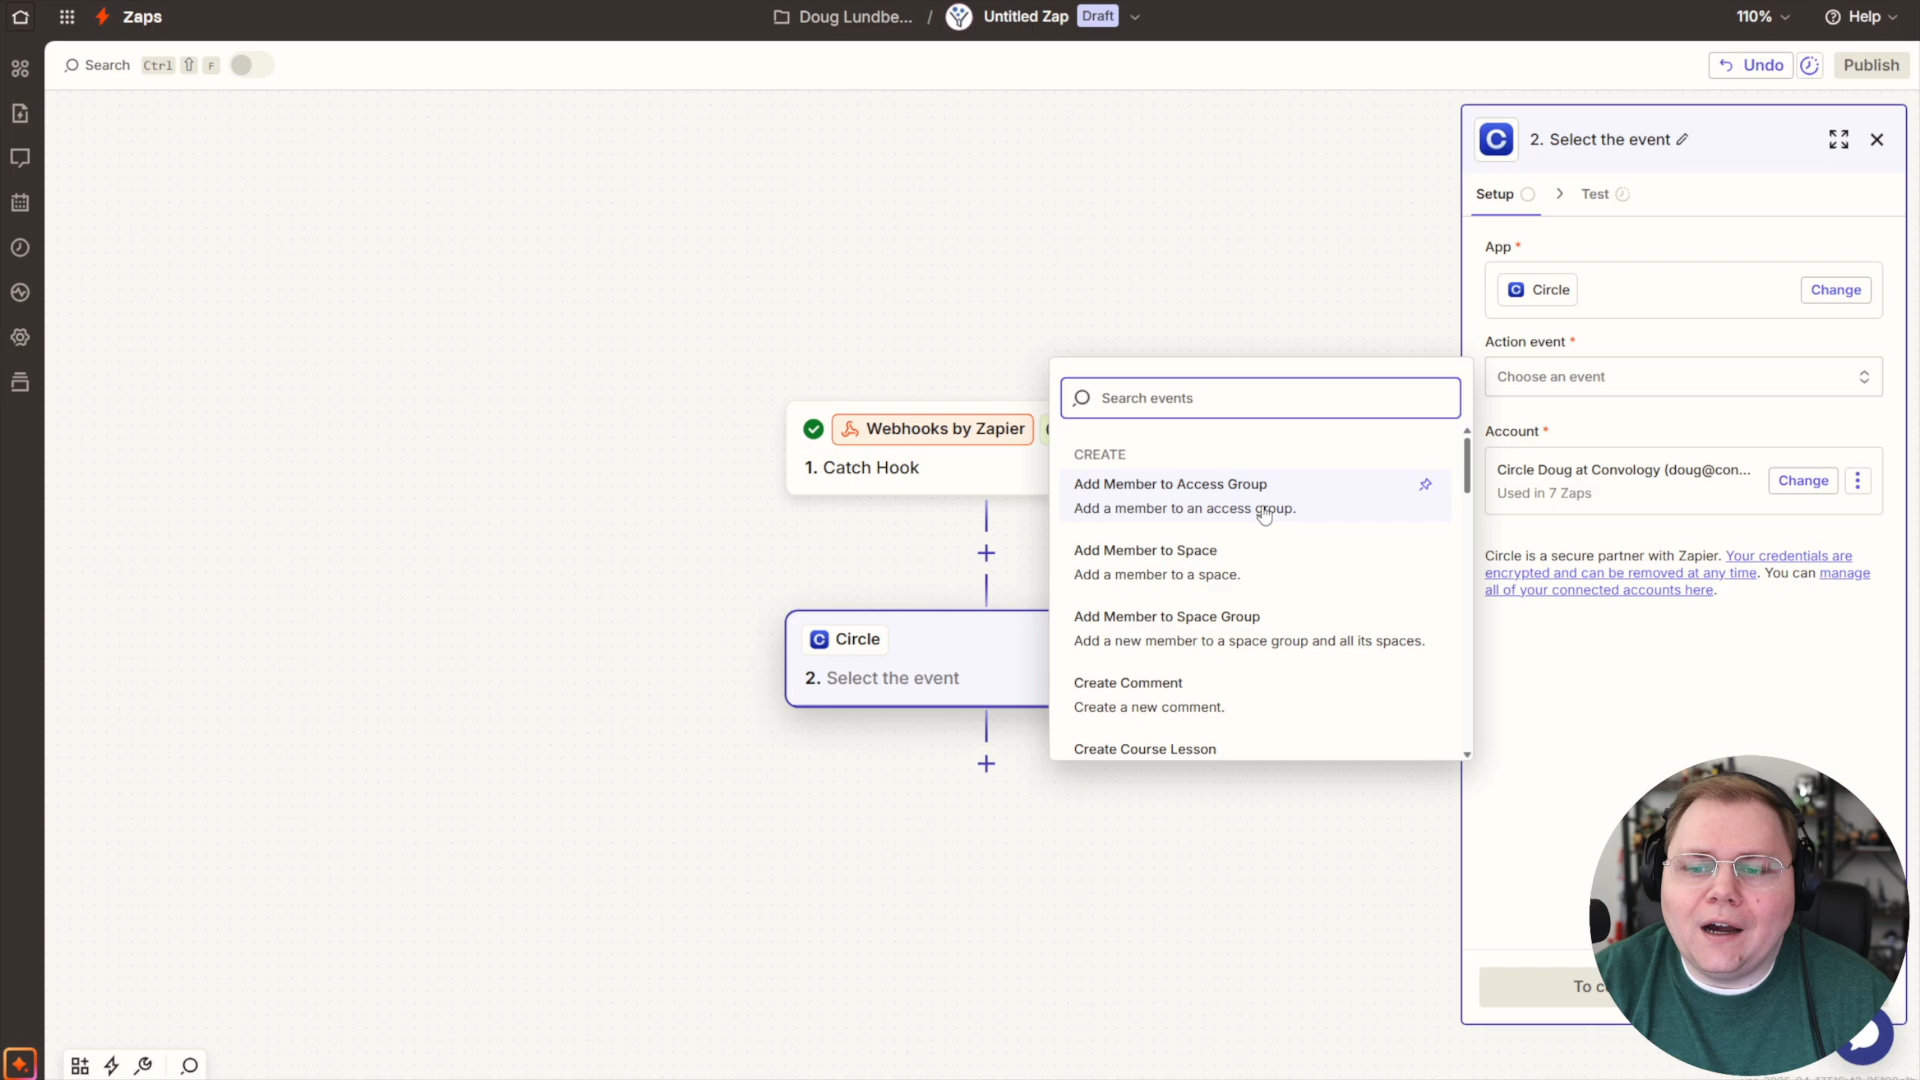 Zaps
Doug Lundbe... / Untitled Zap Draft
110%
Help
Search Ctrl F
Undo
Publish
2. Select the event
Setup
Test
App *
Circle
Change
Action event *
Choose an event
Account *
Circle Doug at Convology (doug@con...
Used in 7 Zaps
Change
Circle is a secure partner with Zapier. Your credentials are
encrypted and can be removed at any time. You can manage
all of your connected accounts here.
Webhooks by Zapier
1. Catch Hook
Circle
2. Select the event
Search events
CREATE
Add Member to Access Group
Add a member to an access group.
Add Member to Space
Add a member to a space.
Add Member to Space Group
Add a new member to a space group and all its spaces.
Create Comment
Create a new comment.
Create Course Lesson
To c